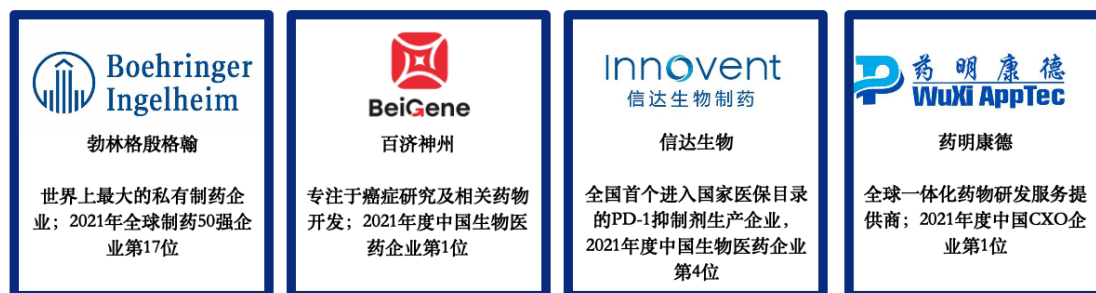 Boehringer
Ingelheim
勃林格殷格翰
世界上最大的私有制药企
业；2021年全球制药50强企
业第17位
BeiGene
百济神州
专注于癌症研究及相关药物
开发；2021年度中国生物医
药企业第1位
Innovent
信达生物制药
信达生物
全国首个进入国家医保目录
的PD-1抑制剂生产企业，
2021年度中国生物医药企业
第4位
药明康德
WuXi AppTec
药明康德
全球一体化药物研发服务提
供商；2021年度中国CXO企
业第1位